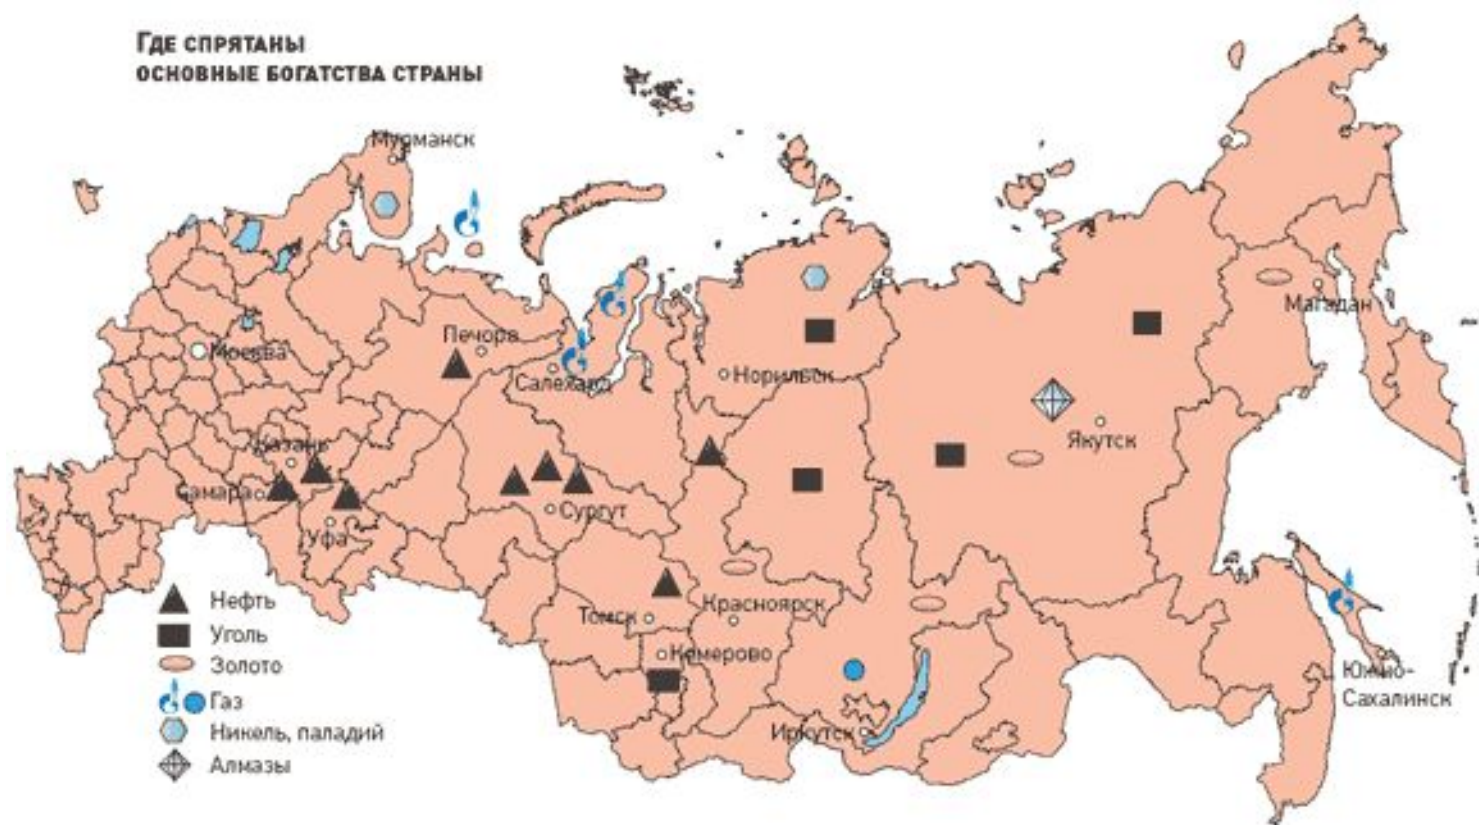 Где спрятаны
основные богатства страны
Мурманск
Магадан
Печора
Москва
Салехард
Норильск
Якутск
Казань
Самара
Сургут
Уфа
Нефть
Томск
Красноярск
Уголь
Кемерово
Золото
Южно-
Сахалинск
Газ
Никель, паладий
Иркутск
Алмазы